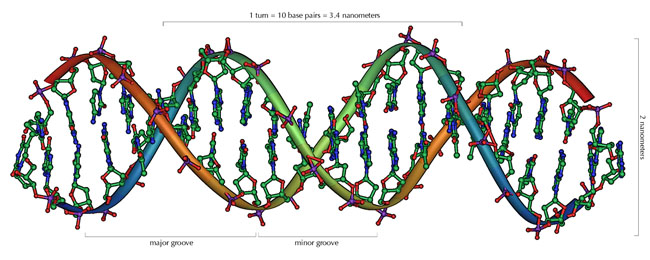 1 turn = 10 base pairs = 3.4 nanometers
2 nanometers
major groove
minor groove